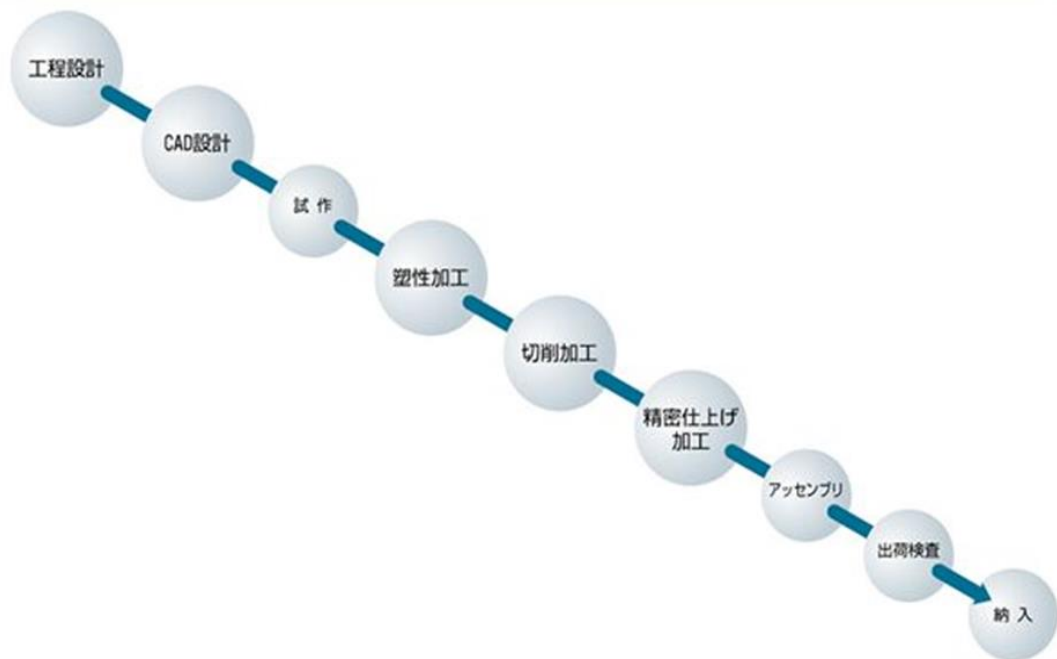 工程設計
CAD設計
試 作
塑性加工
切削加工
精密仕上げ
加工
アッセンブリ
出荷検査
納 入